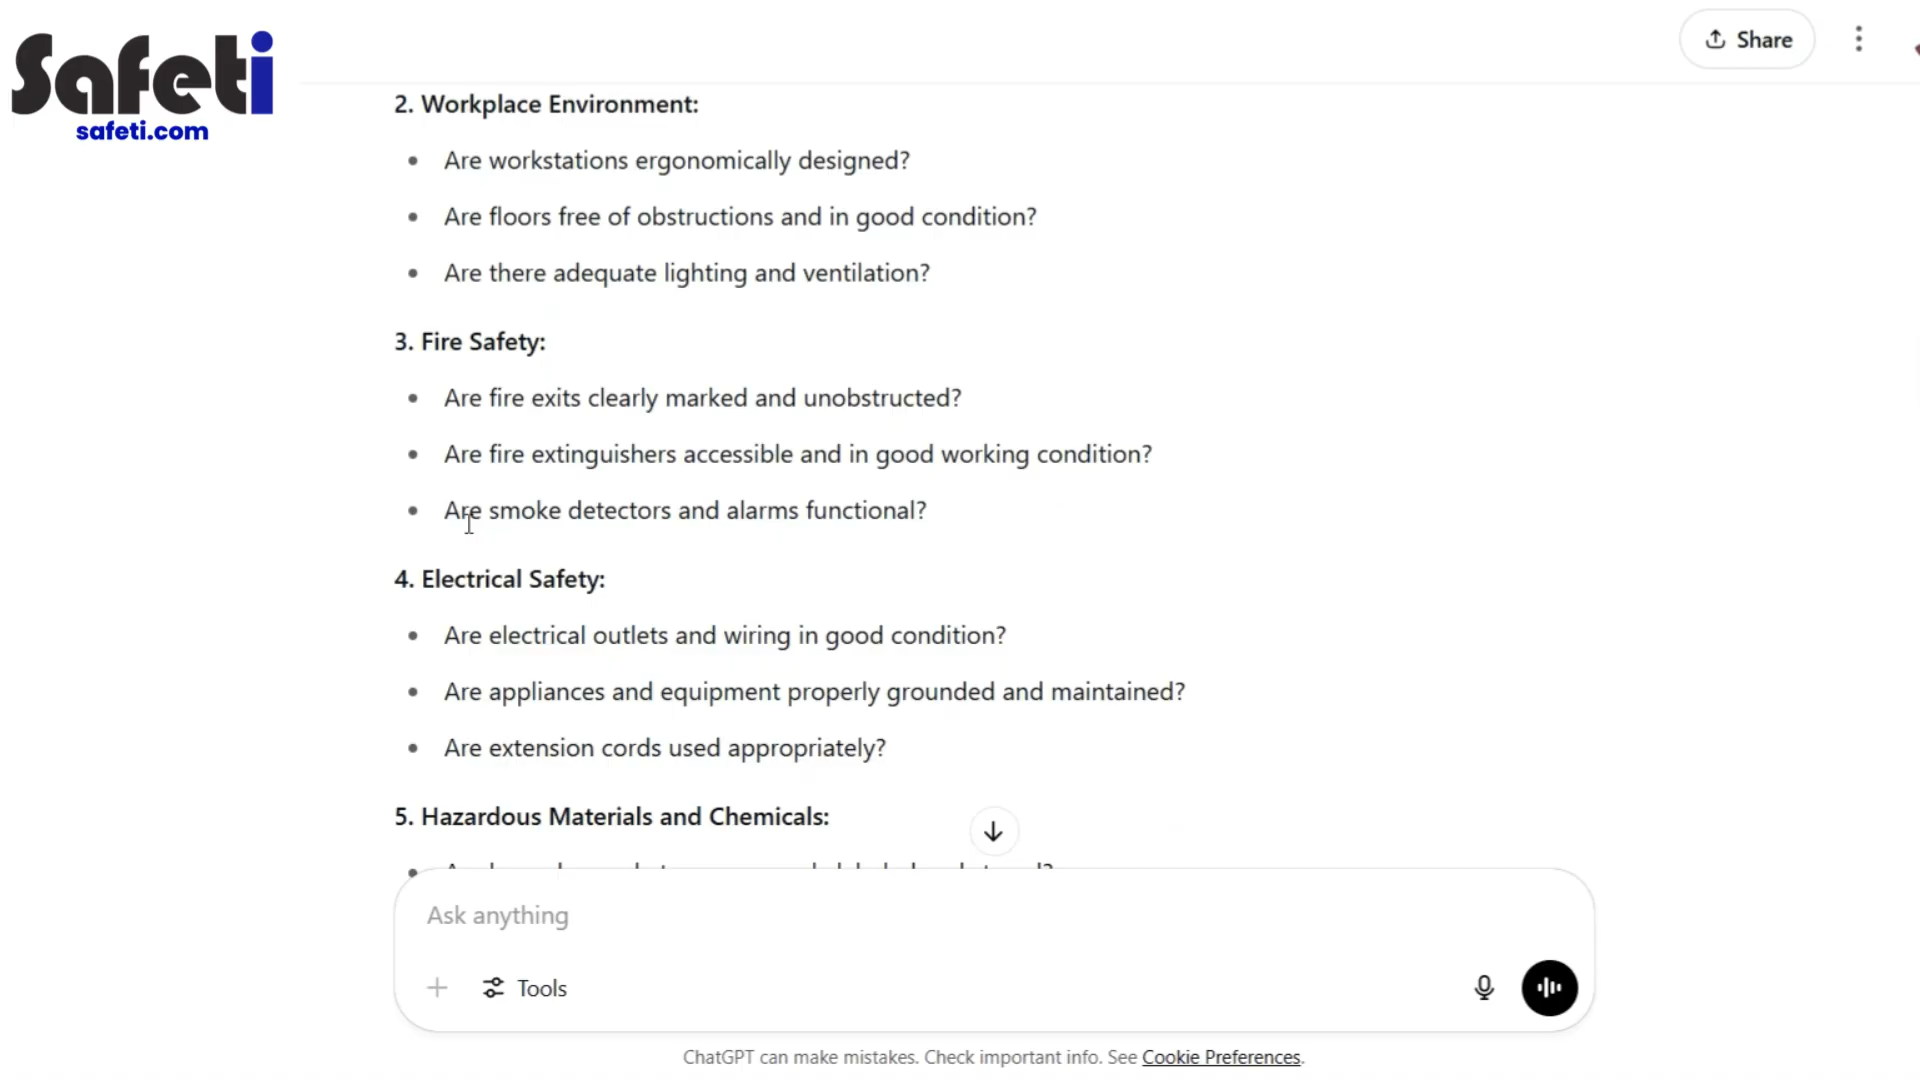 Safeti
safeti.com
Share
2. Workplace Environment:
• Are workstations ergonomically designed?
• Are floors free of obstructions and in good condition?
• Are there adequate lighting and ventilation?
3. Fire Safety:
• Are fire exits clearly marked and unobstructed?
• Are fire extinguishers accessible and in good working condition?
• Are smoke detectors and alarms functional?
4. Electrical Safety:
• Are electrical outlets and wiring in good condition?
• Are appliances and equipment properly grounded and maintained?
• Are extension cords used appropriately?
5. Hazardous Materials and Chemicals:
Ask anything
Tools
ChatGPT can make mistakes. Check important info. See Cookie Preferences.